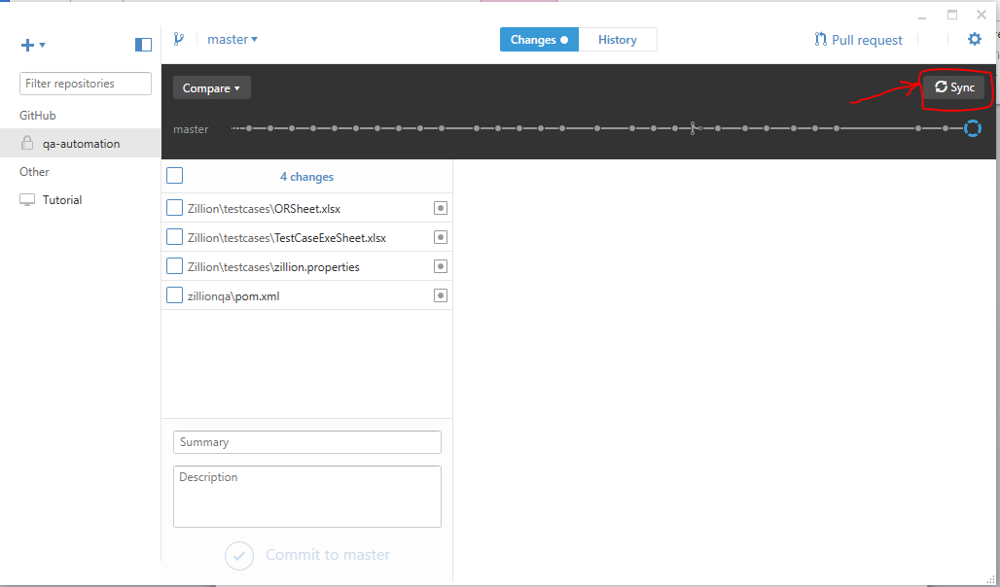 master
Changes
History
Pull request
Filter repositories
GitHub
qa-automation
Other
Tutorial
Compare
Sync
master
4 changes
Zillion\testcases\ORSheet.xlsx
Zillion\testcases\TestCaseExeSheet.xlsx
Zillion\testcases\zillion.properties
zillionqa\pom.xml
Summary
Description
Commit to master